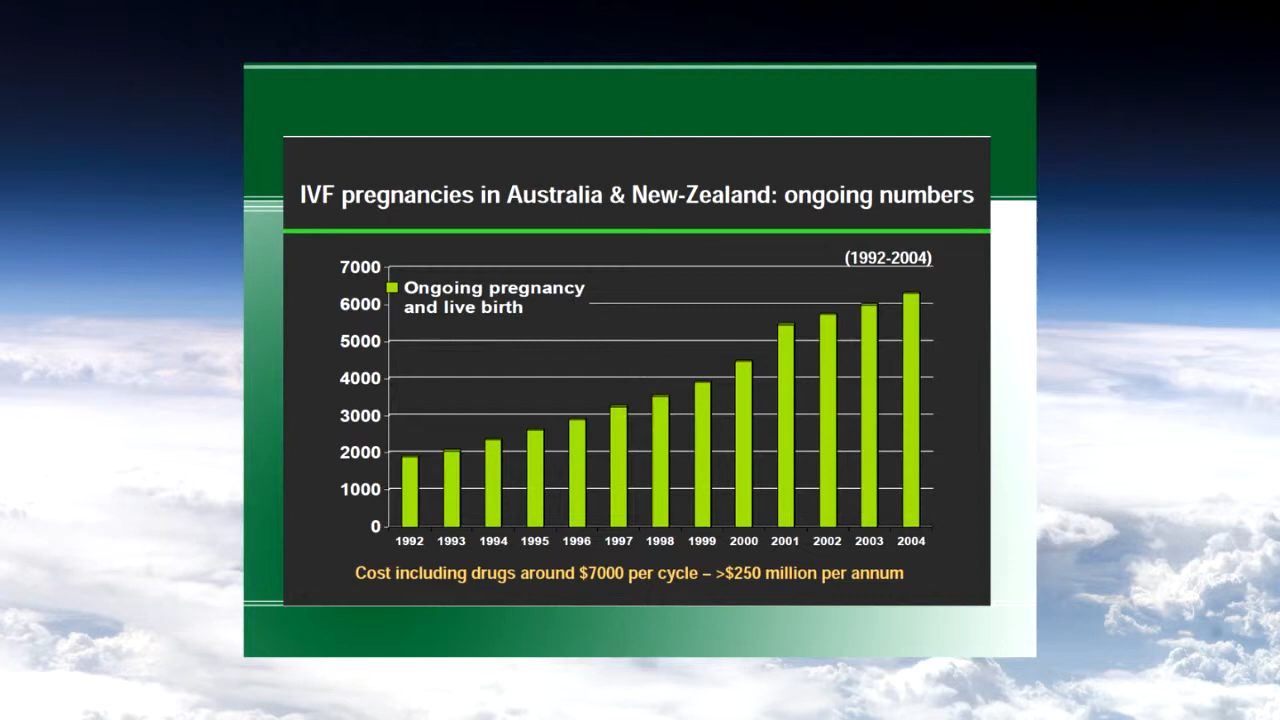 IVF pregnancies in Australia & New-Zealand: ongoing numbers
(1992-2004)
7000
Ongoing pregnancy
and live birth
6000
5000
4000
3000
2000
1000
0
1992 1993 1994 1995 1996 1997 1998 1999 2000 2001 2002 2003 2004
Cost including drugs around $7000 per cycle – >$250 million per annum